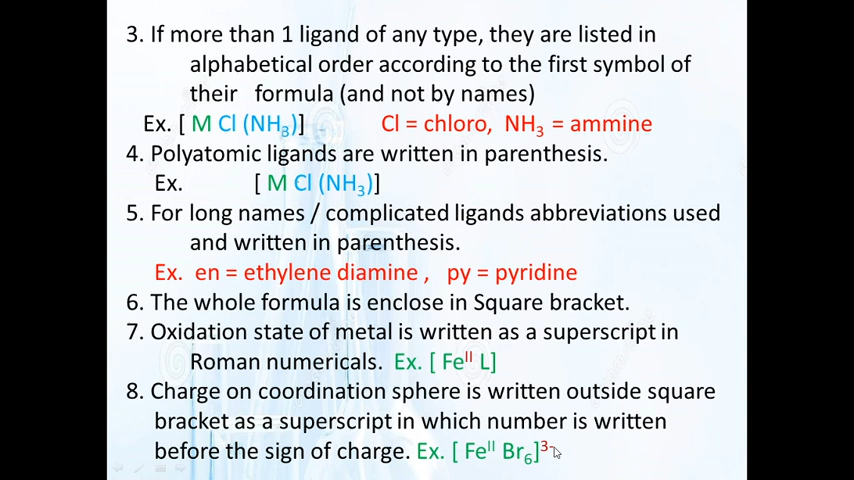 3. If more than 1 ligand of any type, they are listed in
alphabetical order according to the first symbol of
their formula (and not by names)
Ex. [ M Cl (NH₃)] Cl = chloro, NH₃ = ammine
4. Polyatomic ligands are written in parenthesis.
Ex. [ M Cl (NH₃)]
5. For long names / complicated ligands abbreviations used
and written in parenthesis.
Ex. en = ethylene diamine , py = pyridine
6. The whole formula is enclose in Square bracket.
7. Oxidation state of metal is written as a superscript in
Roman numericals. Ex. [ Feᴵᴵ L]
8. Charge on coordination sphere is written outside square
bracket as a superscript in which number is written
before the sign of charge. Ex. [ Feᴵᴵ Br₆]³⁻